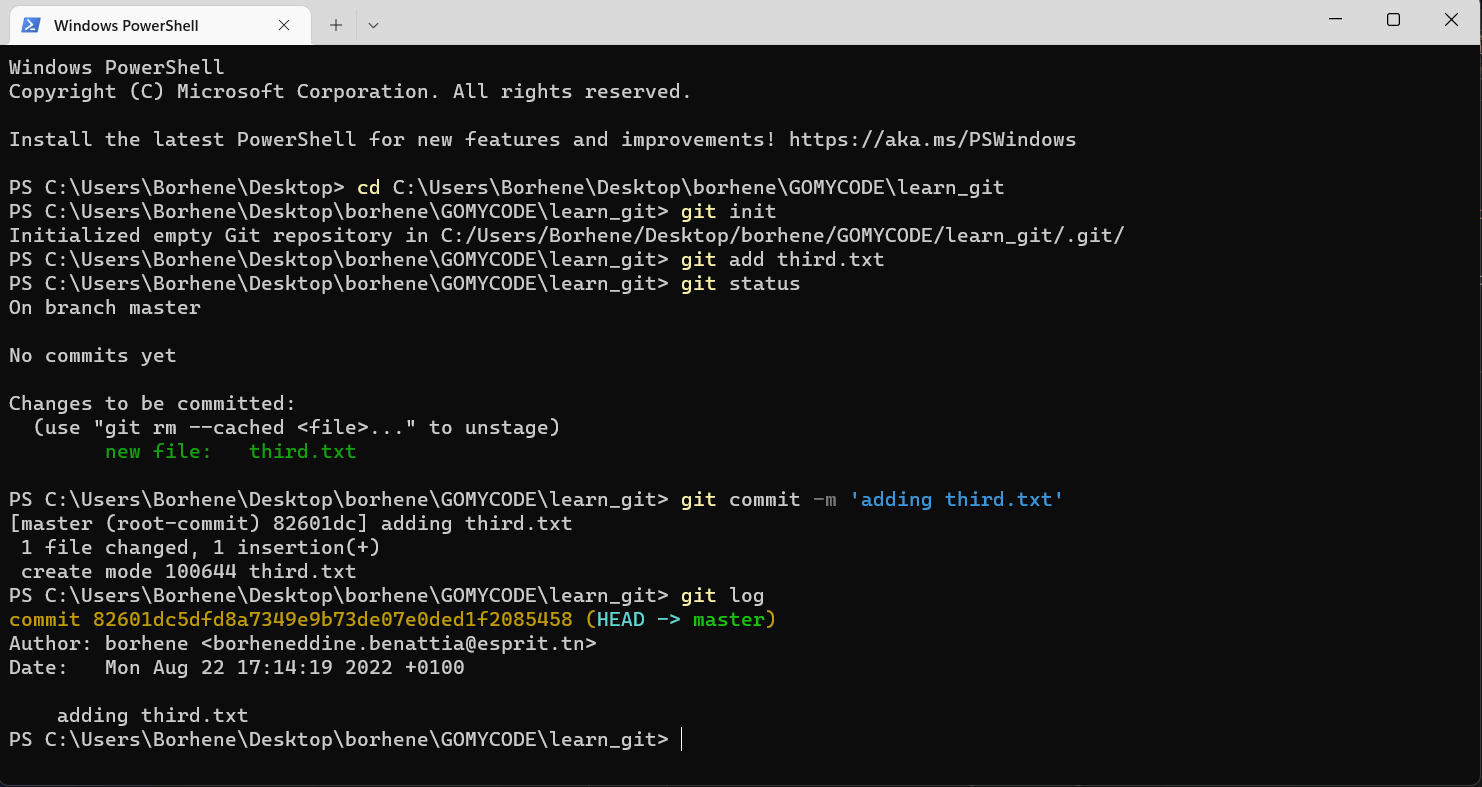 Windows PowerShell
Windows PowerShell
Copyright (C) Microsoft Corporation. All rights reserved.
Install the latest PowerShell for new features and improvements! https://aka.ms/PSWindows
PS C:\Users\Borhene\Desktop> cd C:\Users\Borhene\Desktop\borhene\GOMYCODE\learn_git
PS C:\Users\Borhene\Desktop\borhene\GOMYCODE\learn_git> git init
Initialized empty Git repository in C:/Users/Borhene/Desktop/borhene/GOMYCODE/learn_git/.git/
PS C:\Users\Borhene\Desktop\borhene\GOMYCODE\learn_git> git add third.txt
PS C:\Users\Borhene\Desktop\borhene\GOMYCODE\learn_git> git status
On branch master
No commits yet
Changes to be committed:
  (use "git rm --cached <file>..." to unstage)
        new file:   third.txt
PS C:\Users\Borhene\Desktop\borhene\GOMYCODE\learn_git> git commit -m 'adding third.txt'
[master (root-commit) 82601dc] adding third.txt
 1 file changed, 1 insertion(+)
 create mode 100644 third.txt
PS C:\Users\Borhene\Desktop\borhene\GOMYCODE\learn_git> git log
commit 82601dc5dfd8a7349e9b73de07e0ded1f2085458 (HEAD -> master)
Author: borhene <borheneddine.benattia@esprit.tn>
Date:   Mon Aug 22 17:14:19 2022 +0100
    adding third.txt
PS C:\Users\Borhene\Desktop\borhene\GOMYCODE\learn_git>